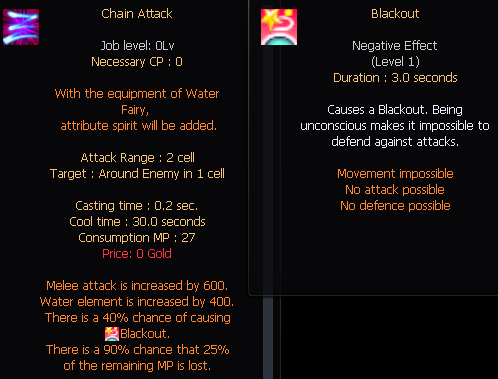 Chain Attack
Job level: 0Lv
Necessary CP : 0
With the equipment of Water
Fairy,
attribute spirit will be added.
Attack Range : 2 cell
Target : Around Enemy in 1 cell
Casting time : 0.2 sec.
Cool time : 30.0 seconds
Consumption MP : 27
Price: 0 Gold
Melee attack is increased by 600.
Water element is increased by 400.
There is a 40% chance of causing
Blackout.
There is a 90% chance that 25%
of the remaining MP is lost.
Blackout
Negative Effect
(Level 1)
Duration : 3.0 seconds
Causes a Blackout. Being
unconscious makes it impossible to
defend against attacks.
Movement impossible
No attack possible
No defence possible